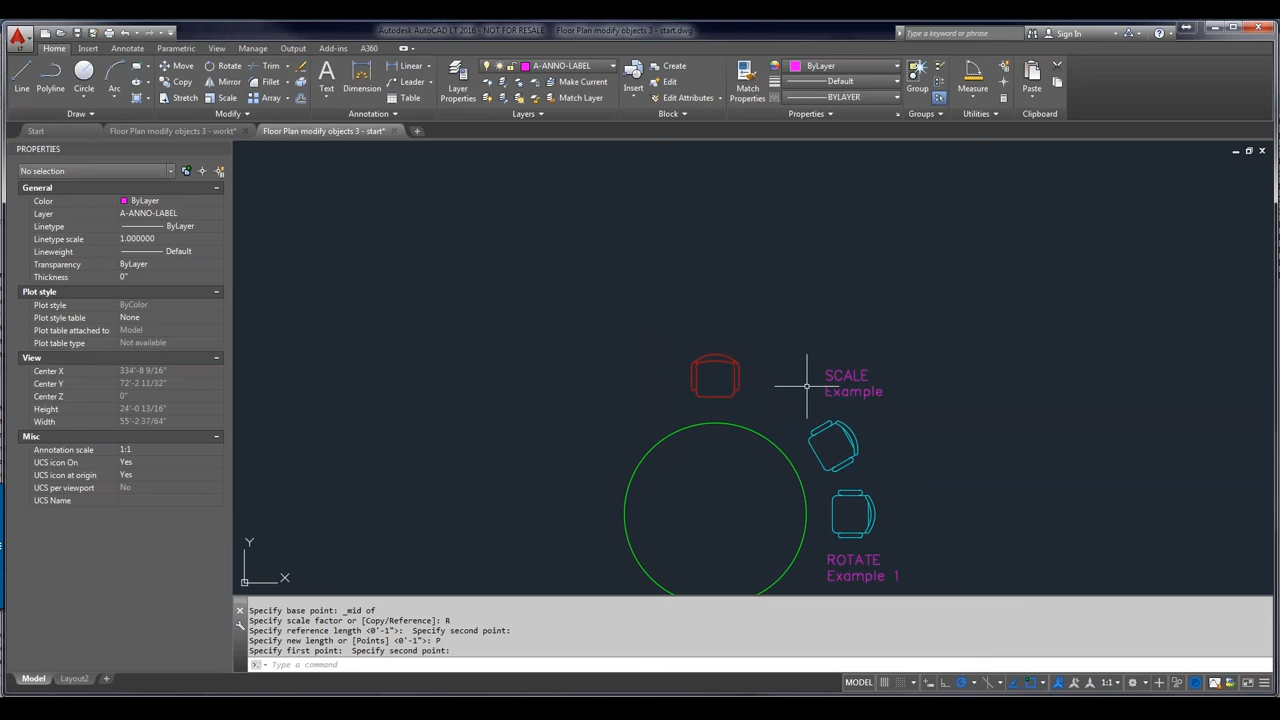 Autodesk AutoCAD LT 2016 - NOT FOR RESALE Floor Plan modify objects 3 - start.dwg
Type a keyword or phrase
Sign In
LT
Home Insert Annotate Parametric View Manage Output Add-ins A360
Line Polyline Circle Arc
Move Rotate Trim
Copy Mirror Fillet
Stretch Scale Array
Text Dimension
Linear
Leader
Table
Layer
Properties
A-ANNO-LABEL
Make Current
Match Layer
Insert
Create
Edit
Edit Attributes
Match
Properties
ByLayer
Default
BYLAYER
Group
Measure
Paste
Draw Modify Annotation Layers Block Properties Groups Utilities Clipboard
Start
Floor Plan modify objects 3 - workt*
Floor Plan modify objects 3 - start*
PROPERTIES
No selection
General
Color ByLayer
Layer A-ANNO-LABEL
Linetype ByLayer
Linetype scale 1.000000
Lineweight Default
Transparency ByLayer
Thickness 0"
Plot style
Plot style ByColor
Plot style table None
Plot table attached to Model
Plot table type Not available
View
Center X 334'-8 9/16"
Center Y 72'-2 11/32"
Center Z 0"
Height 24'-0 13/16"
Width 55'-2 37/64"
Misc
Annotation scale 1:1
UCS icon On Yes
UCS icon at origin Yes
UCS per viewport No
UCS Name
SCALE
Example
ROTATE
Example 1
Y
X
Specify base point: _mid of
Specify scale factor or [Copy/Reference]: R
Specify reference length <0'-1">: Specify second point:
Specify new length or [Points] <0'-1">: P
Specify first point: Specify second point:
Type a command
Model Layout2
MODEL
1:1